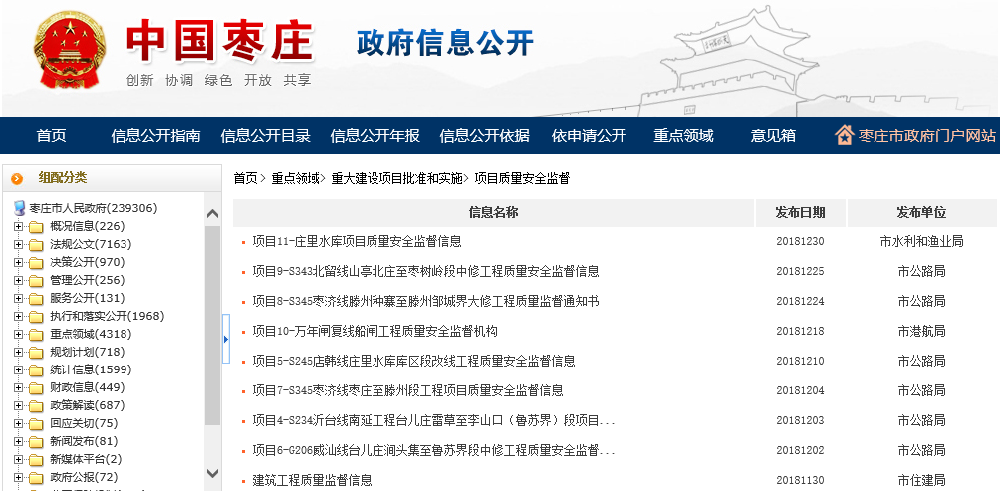 中国枣庄
政府信息公开
创新 协调 绿色 开放 共享
首页 信息公开指南 信息公开目录 信息公开年报 信息公开依据 依申请公开 重点领域 意见箱 枣庄市政府门户网站
组配分类
枣庄市人民政府(239306)
概况信息(226)
法规公文(7163)
决策公开(970)
管理公开(256)
服务公开(131)
执行和落实公开(1968)
重点领域(4318)
规划计划(718)
统计信息(1599)
财政信息(449)
政策解读(687)
回应关切(75)
新闻发布(81)
新媒体平台(2)
政府公报(72)
首页> 重点领域> 重大建设项目批准和实施> 项目质量安全监督
信息名称 发布日期 发布单位
项目11-庄里水库项目质量安全监督信息 20181230 市水利和渔业局
项目9-S343北留线山亭北庄至枣树岭段中修工程质量安全监督信息 20181225 市公路局
项目8-S345枣济线滕州种寨至滕州邹城界大修工程质量监督通知书 20181224 市公路局
项目10-万年闸复线船闸工程质量安全监督机构 20181218 市港航局
项目5-S245店韩线庄里水库库区段改线工程质量安全监督信息 20181210 市公路局
项目7-S345枣济线枣庄至滕州段工程项目质量安全监督信息 20181204 市公路局
项目4-S234沂台线南延工程台儿庄雷草至李山口（鲁苏界）段项目... 20181203 市公路局
项目6-G206威汕线台儿庄涧头集至鲁苏界段中修工程质量安全监督... 20181202 市公路局
建筑工程质量监督信息 20181130 市住建局